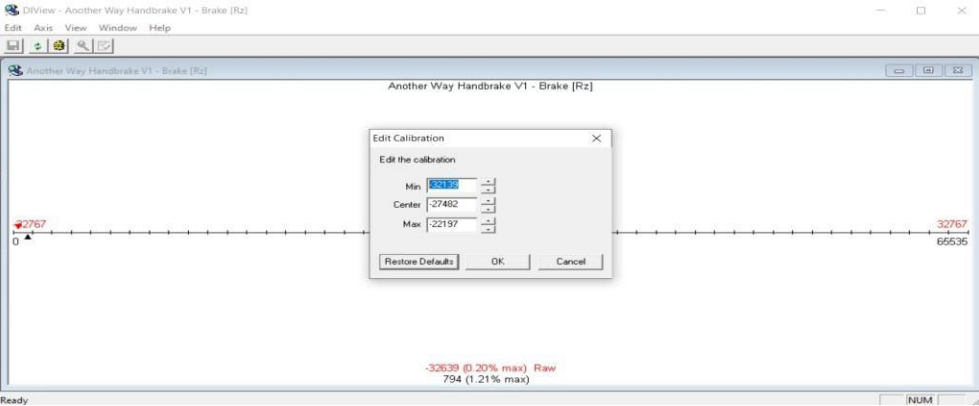 DIView - Another Way Handbrake V1 - Brake [Rz]
Edit Axis View Window Help
Another Way Handbrake V1 - Brake [Rz]
Another Way Handbrake V1 - Brake [Rz]
Edit Calibration
Edit the calibration
Min -32139
Center -27482
Max -22197
-32767
32767
0
65535
Restore Defaults OK Cancel
-32639 (0.20% max) Raw
794 (1.21% max)
Ready
NUM